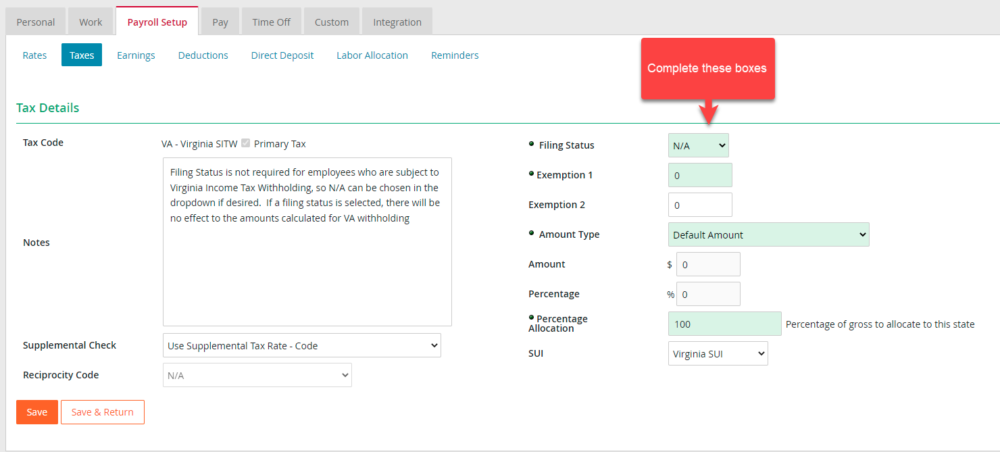 Personal Work Payroll Setup Pay Time Off Custom Integration
Rates Taxes Earnings Deductions Direct Deposit Labor Allocation Reminders
Complete these boxes
Tax Details
Tax Code VA - Virginia SITW Primary Tax
Notes
Filing Status is not required for employees who are subject to
Virginia Income Tax Withholding, so N/A can be chosen in the
dropdown if desired.  If a filing status is selected, there will be
no effect to the amounts calculated for VA withholding
Supplemental Check Use Supplemental Tax Rate - Code
Reciprocity Code N/A
Filing Status N/A
Exemption 1 0
Exemption 2 0
Amount Type Default Amount
Amount $ 0
Percentage % 0
Percentage
Allocation
100 Percentage of gross to allocate to this state
SUI Virginia SUI
Save Save & Return